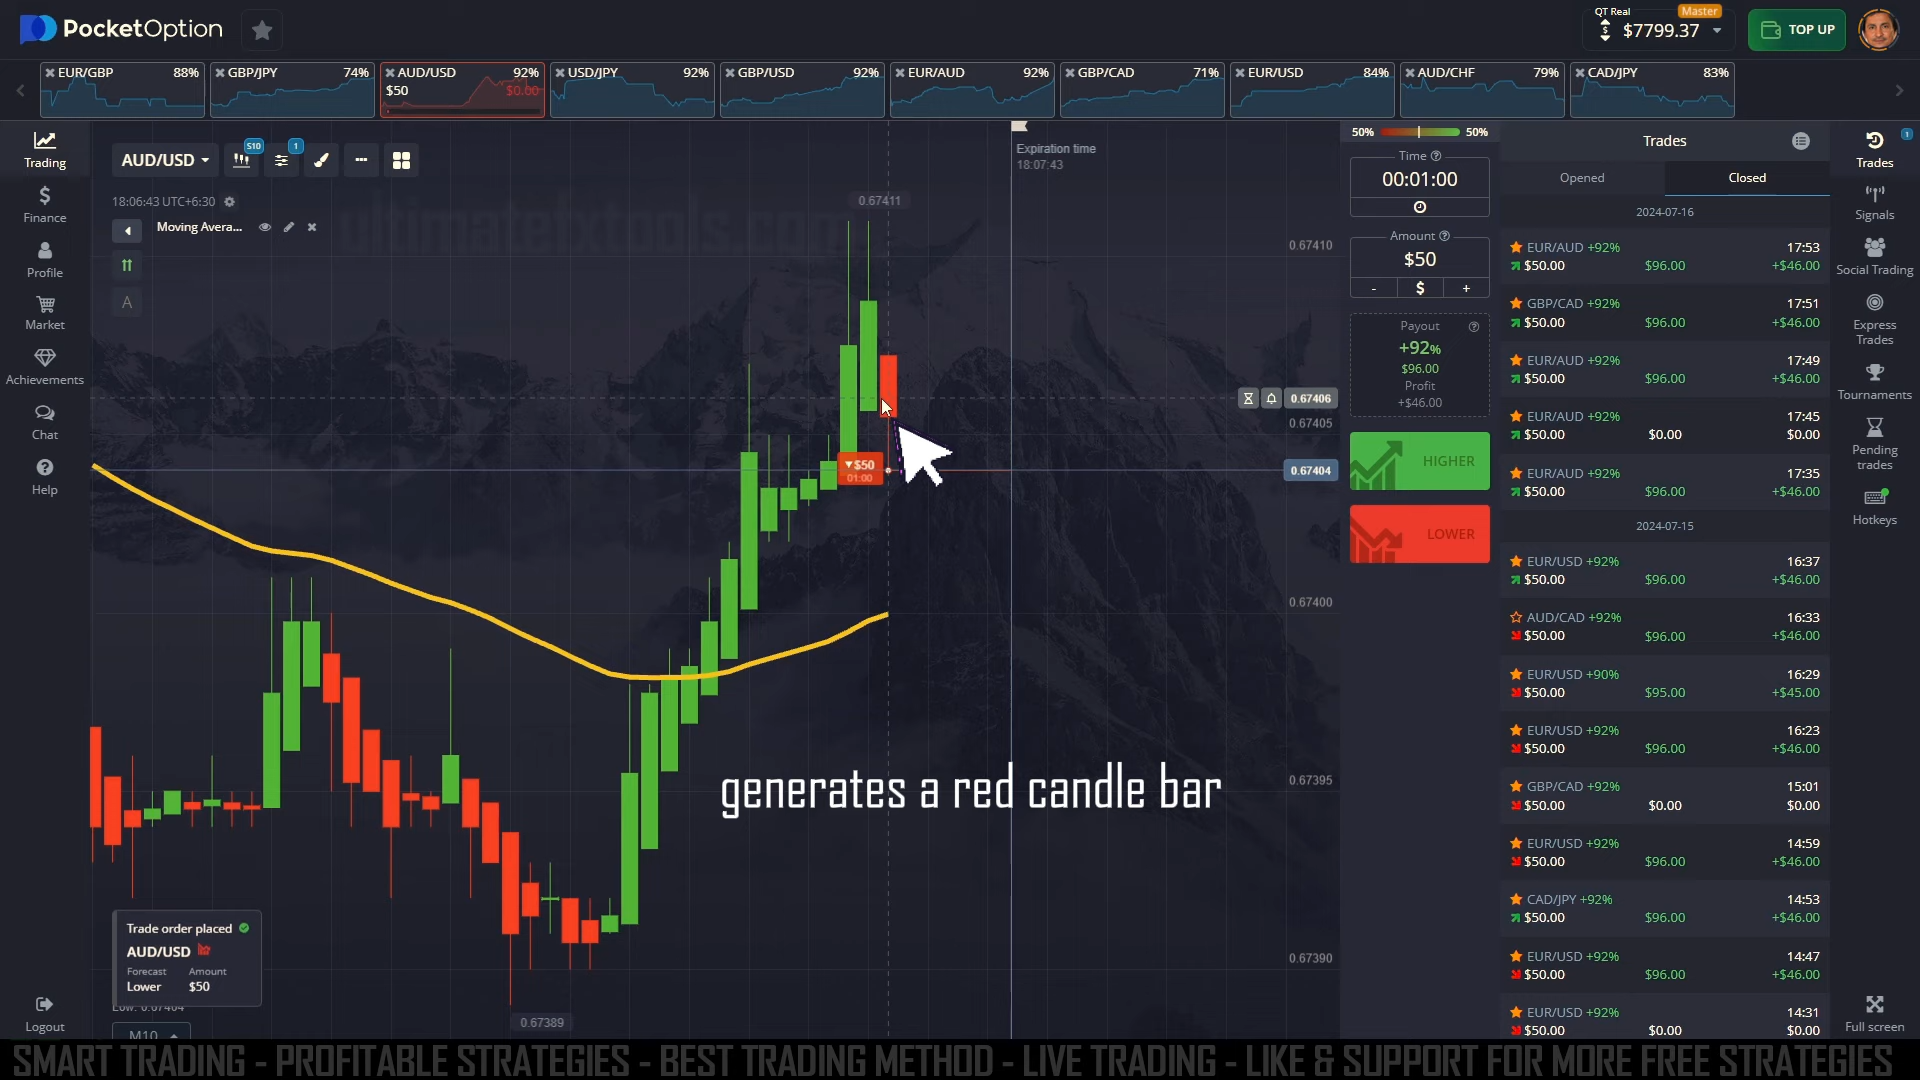 PocketOption
QT Real
Master
$7799.37
TOP UP
EUR/GBP 88%
GBP/JPY 74%
AUD/USD 92%
$50 $0.00
USD/JPY 92%
GBP/USD 92%
EUR/AUD 92%
GBP/CAD 71%
EUR/USD 84%
AUD/CHF 79%
CAD/JPY 83%
Trading
Finance
Profile
Market
Achievements
Chat
Help
Logout
AUD/USD
S10
1
18:06:43 UTC+6:30
Moving Avera...
A
ultimatefxtools.com
Expiration time
18:07:43
0.67411
0.67410
0.67406
0.67405
0.67404
0.67400
0.67395
0.67390
0.67389
$50
01:00
generates a red candle bar
Trade order placed
AUD/USD
Forecast Amount
Lower $50
Low: 0.67404
M10
50% 50%
Time
00:01:00
Amount
$50
- $ +
Payout
+92%
$96.00
Profit
+$46.00
HIGHER
LOWER
Trades
Opened Closed
2024-07-16
EUR/AUD +92% 17:53
$50.00 $96.00 +$46.00
GBP/CAD +92% 17:51
$50.00 $96.00 +$46.00
EUR/AUD +92% 17:49
$50.00 $96.00 +$46.00
EUR/AUD +92% 17:45
$50.00 $0.00 $0.00
EUR/AUD +92% 17:35
$50.00 $96.00 +$46.00
2024-07-15
EUR/USD +92% 16:37
$50.00 $96.00 +$46.00
AUD/CAD +92% 16:33
$50.00 $96.00 +$46.00
EUR/USD +90% 16:29
$50.00 $95.00 +$45.00
EUR/USD +92% 16:23
$50.00 $96.00 +$46.00
GBP/CAD +92% 15:01
$50.00 $0.00 $0.00
EUR/USD +92% 14:59
$50.00 $96.00 +$46.00
CAD/JPY +92% 14:53
$50.00 $96.00 +$46.00
EUR/USD +92% 14:47
$50.00 $96.00 +$46.00
EUR/USD +92% 14:31
$50.00 $0.00 $0.00
1
Trades
Signals
Social Trading
Express
Trades
Tournaments
Pending
trades
Hotkeys
Full screen
SMART TRADING - PROFITABLE STRATEGIES - BEST TRADING METHOD - LIVE TRADING - LIKE & SUPPORT FOR MORE FREE STRATEGIES